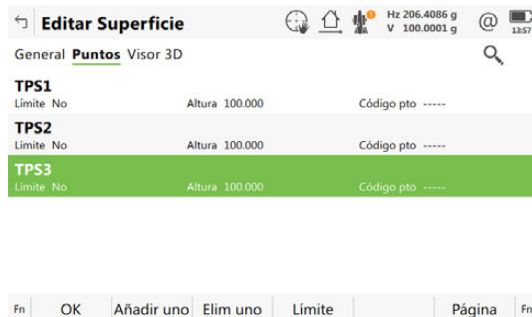 Editar Superficie
Hz 206.4086 g
V 100.0001 g
@
13:57
General Puntos Visor 3D
TPS1
Límite No Altura 100.000 Código pto -----
TPS2
Límite No Altura 100.000 Código pto -----
TPS3
Límite No Altura 100.000 Código pto -----
Fn OK Añadir uno Elim uno Límite Página Fn